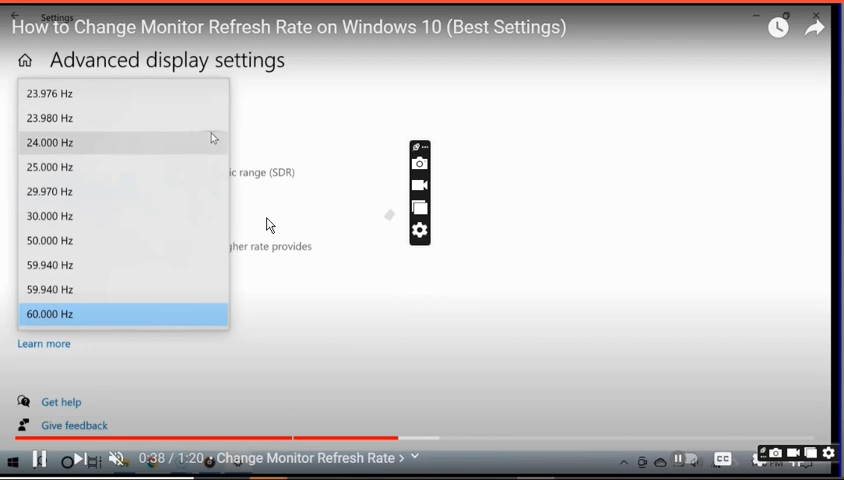 Settings
How to Change Monitor Refresh Rate on Windows 10 (Best Settings)
Advanced display settings
23.976 Hz
23.980 Hz
24.000 Hz
25.000 Hz
ic range (SDR)
29.970 Hz
30.000 Hz
50.000 Hz
gher rate provides
59.940 Hz
59.940 Hz
60.000 Hz
Learn more
Get help
Give feedback
0:38 / 1:20 • Change Monitor Refresh Rate >
CC